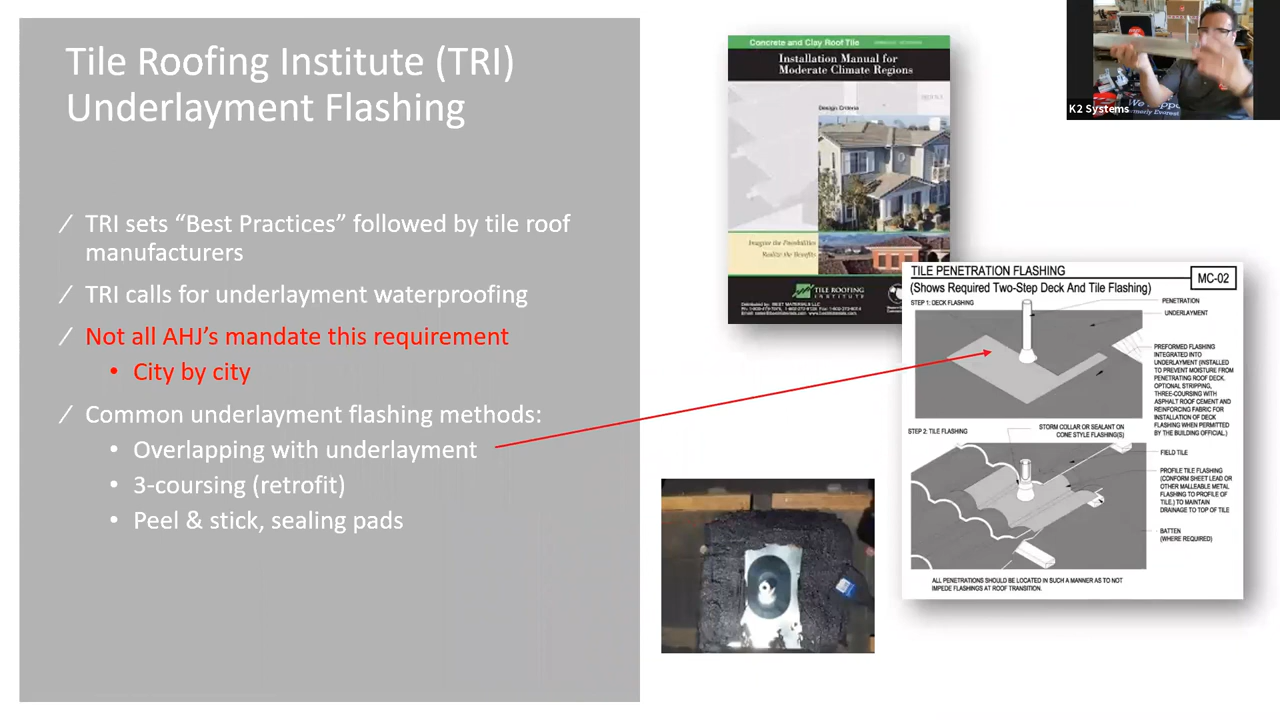 Tile Roofing Institute (TRI)
Underlayment Flashing
/ TRI sets “Best Practices” followed by tile roof
manufacturers
/ TRI calls for underlayment waterproofing
/ Not all AHJ’s mandate this requirement
• City by city
/ Common underlayment flashing methods:
• Overlapping with underlayment
• 3-coursing (retrofit)
• Peel & stick, sealing pads
Concrete and Clay Roof Tile
Installation Manual for
Moderate Climate Regions
Design Criteria
Imagine the Possibilities
Realize the Benefits
TILE ROOFING
INSTITUTE
K2 Systems
TILE PENETRATION FLASHING
MC-02
(Shows Required Two-Step Deck And Tile Flashing)
STEP 1: DECK FLASHING
PENETRATION
UNDERLAYMENT
PREFORMED FLASHING
INTEGRATED INTO
UNDERLAYMENT (INSTALLED
TO PREVENT MOISTURE FROM
PENETRATING ROOF DECK.
OPTIONAL STRIPPING,
THREE-COURSING WITH
ASPHALT ROOF CEMENT AND
REINFORCING FABRIC FOR
INSTALLATION OF DECK
FLASHING WHEN PERMITTED
BY THE BUILDING OFFICIAL.)
STEP 2: TILE FLASHING
STORM COLLAR OR SEALANT ON
CONE STYLE FLASHING(S)
FIELD TILE
PROFILE TILE FLASHING
(CONFORM SHEET LEAD OR
OTHER MALLEABLE METAL
FLASHING TO PROFILE OF
TILE.) TO MAINTAIN
DRAINAGE TO TOP OF TILE
BATTEN
(WHERE REQUIRED)
ALL PENETRATIONS SHOULD BE LOCATED IN SUCH A MANNER AS TO NOT
IMPEDE FLASHINGS AT ROOF TRANSITION.